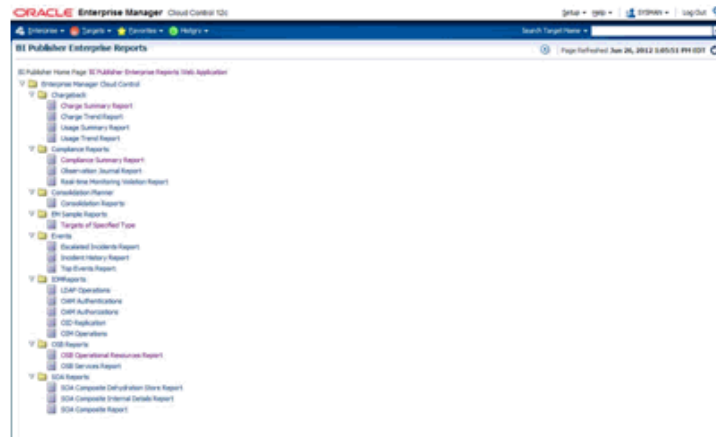 ORACLE Enterprise Manager Cloud Control 12c
Setup Help SYSMAN Log Out
Enterprise Targets Favorites History Search Target Name
BI Publisher Enterprise Reports Page Refreshed Jun 26, 2012 3:05:51 PM EDT
BI Publisher Home Page BI Publisher Enterprise Reports Web Application
Enterprise Manager Cloud Control
Chargeback
Charge Summary Report
Charge Trend Report
Usage Summary Report
Usage Trend Report
Compliance Reports
Compliance Summary Report
Observation Journal Report
Real-time Monitoring Violation Report
Consolidation Planner
Consolidation Reports
EM Sample Reports
Targets of Specified Type
Events
Escalated Incidents Report
Incident History Report
Top Events Report
IDMReports
LDAP Operations
OAM Authentications
OAM Authorizations
OID Replication
OIM Operations
OSB Reports
OSB Operational Resources Report
OSB Services Report
SOA Reports
SOA Composite Dehydration Store Report
SOA Composite Internal Details Report
SOA Composite Report